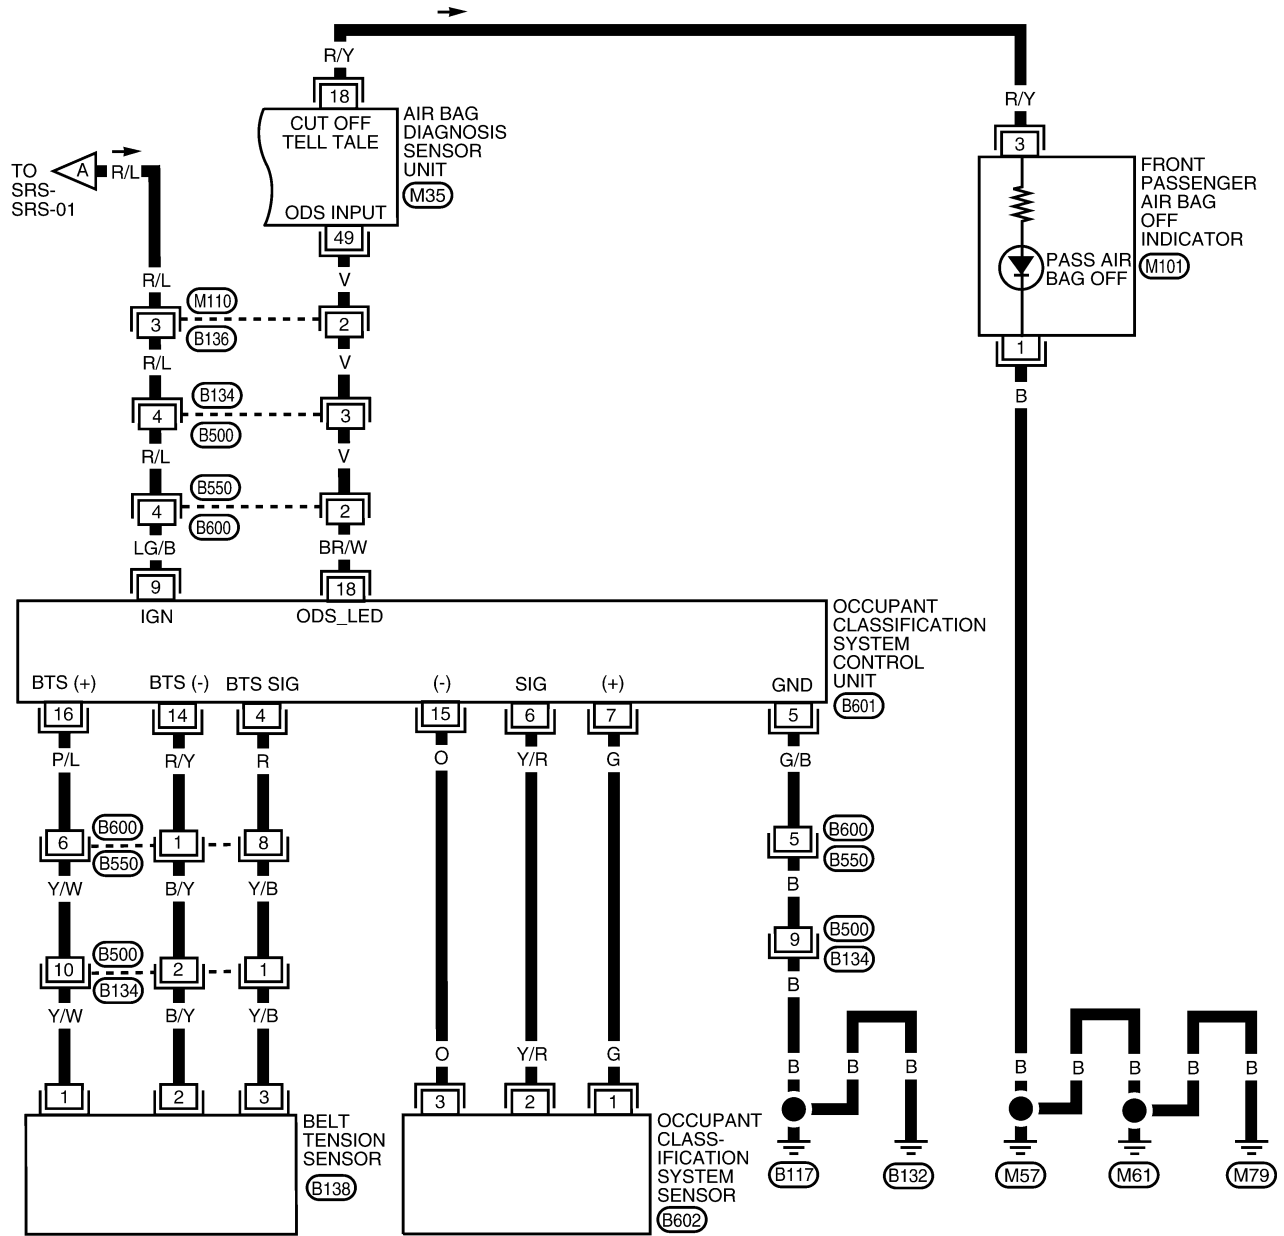 R/Y
18
CUT OFF
TELL TALE
ODS INPUT
49
AIR BAG
DIAGNOSIS
SENSOR
UNIT
M35
R/Y
3
FRONT
PASSENGER
AIR BAG
OFF
INDICATOR
M101
PASS AIR
BAG OFF
1
B
TO
SRS-
SRS-01
A
R/L
R/L
V
M110
3
2
B136
R/L
V
B134
4
3
B500
R/L
V
B550
4
2
B600
LG/B
BR/W
9
18
IGN
ODS_LED
OCCUPANT
CLASSIFICATION
SYSTEM
CONTROL
UNIT
B601
BTS (+)
BTS (-)
BTS SIG
(-)
SIG
(+)
GND
16
14
4
15
6
7
5
P/L
R/Y
R
O
Y/R
G
G/B
6
B600
B550
1
8
5
B600
B550
Y/W
B/Y
Y/B
B
10
B500
B134
2
1
9
B500
B134
Y/W
B/Y
Y/B
B
O
Y/R
G
B
B
B
B
B
B
B
B
1
2
3
3
2
1
BELT
TENSION
SENSOR
B138
OCCUPANT
CLASS-
IFICATION
SYSTEM
SENSOR
B602
B117
B132
M57
M61
M79